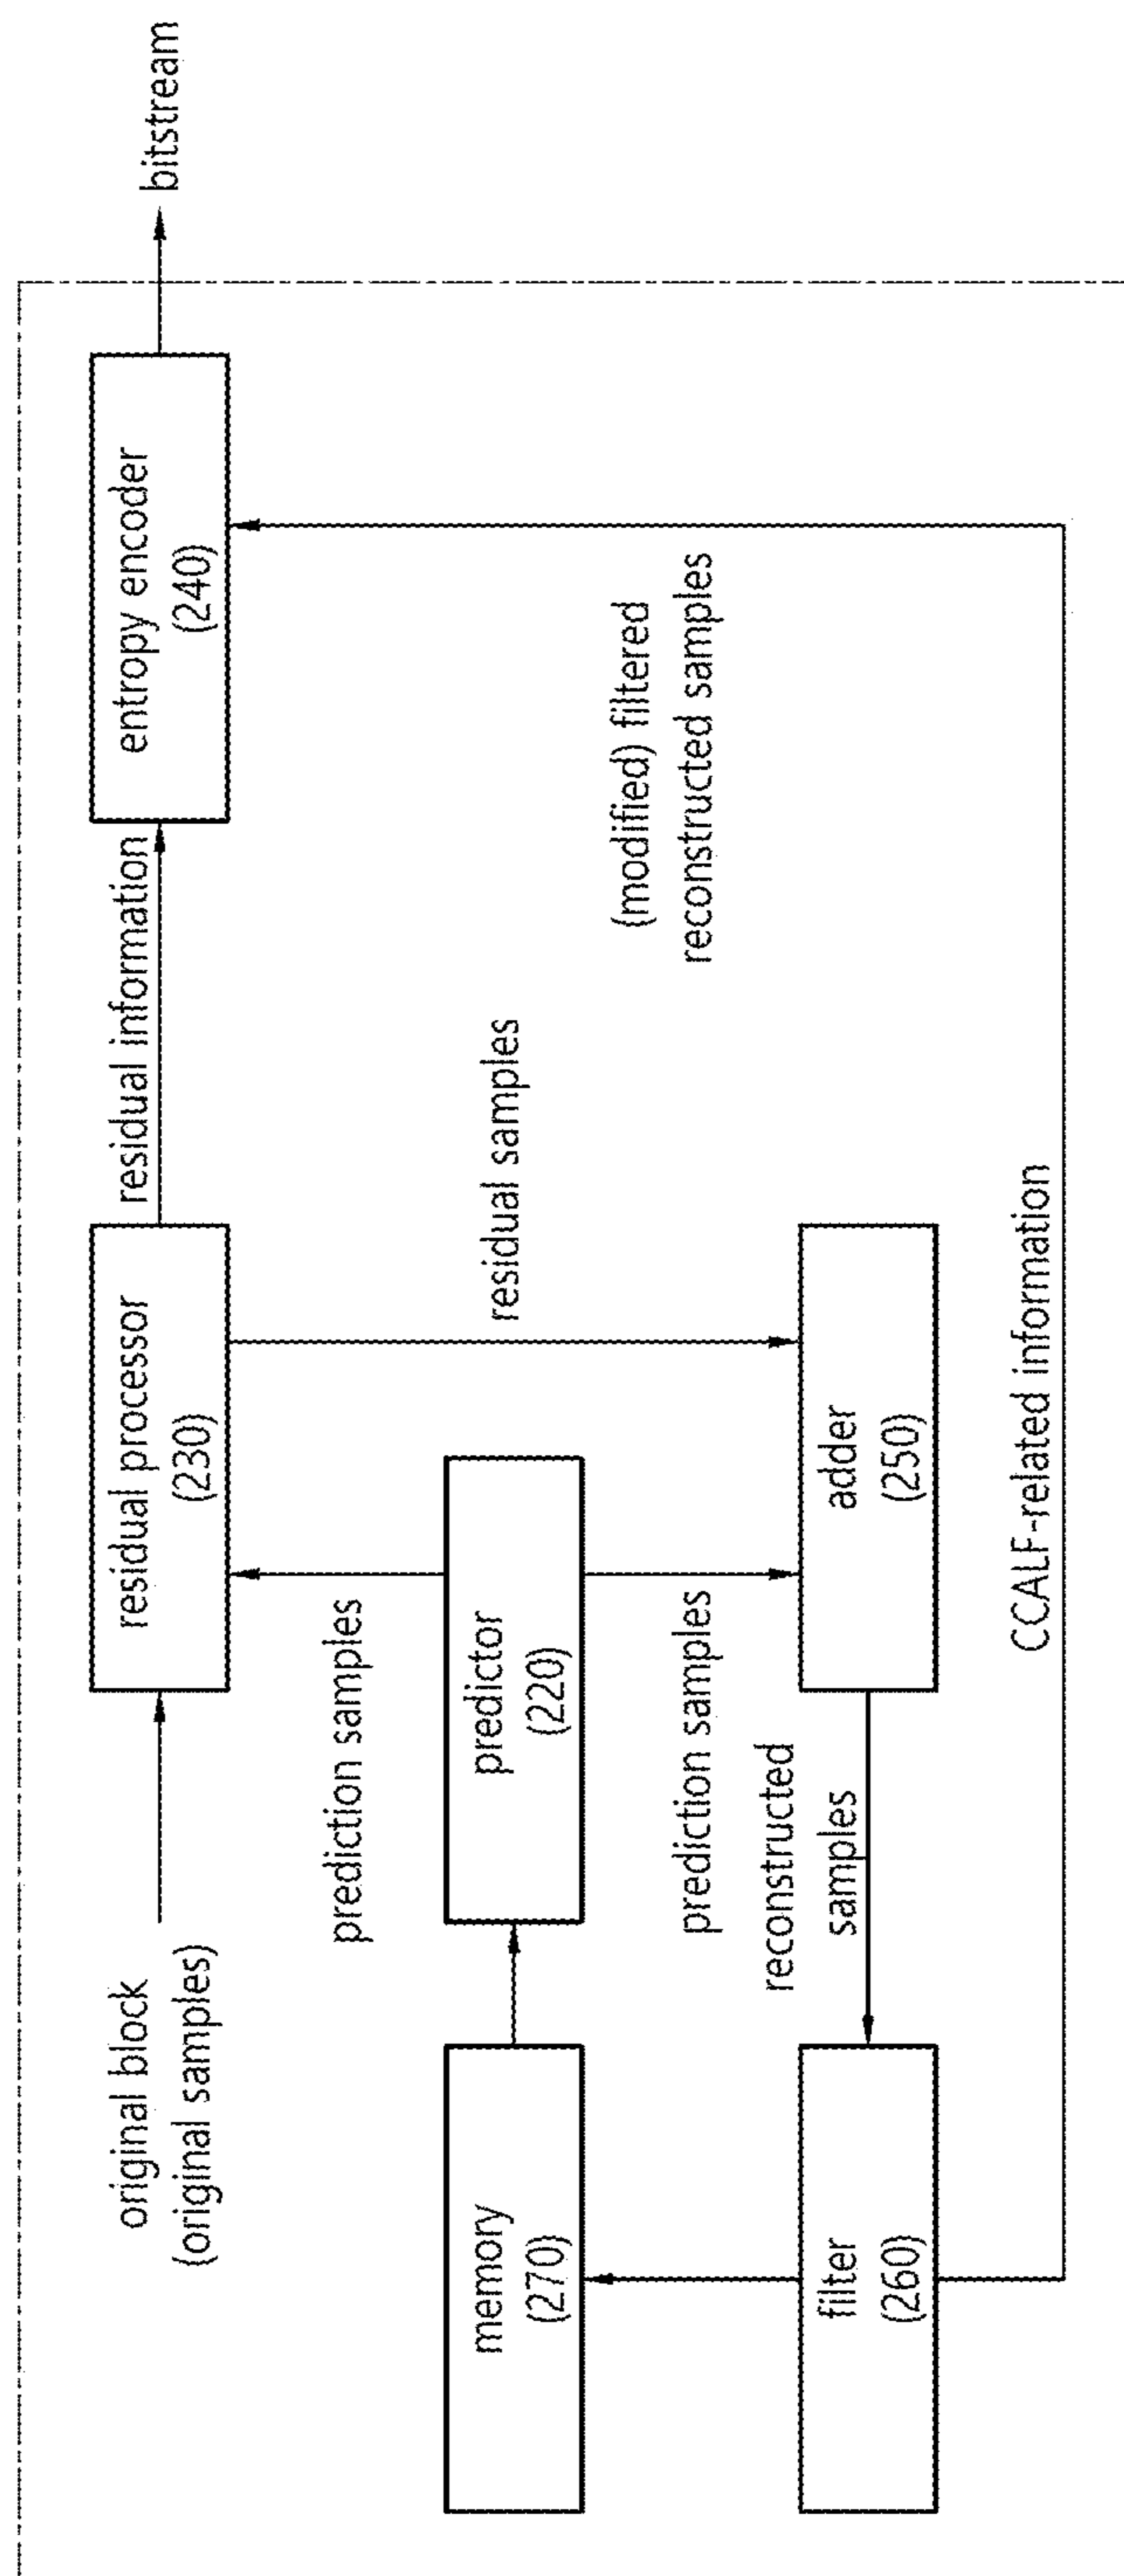 original block
(original samples)
residual processor
(230)
residual information
entropy encoder
(240)
bitstream
prediction samples
residual samples
memory
(270)
predictor
(220)
(modified) filtered
reconstructed samples
prediction samples
reconstructed
samples
filter
(260)
adder
(250)
CCALF-related information